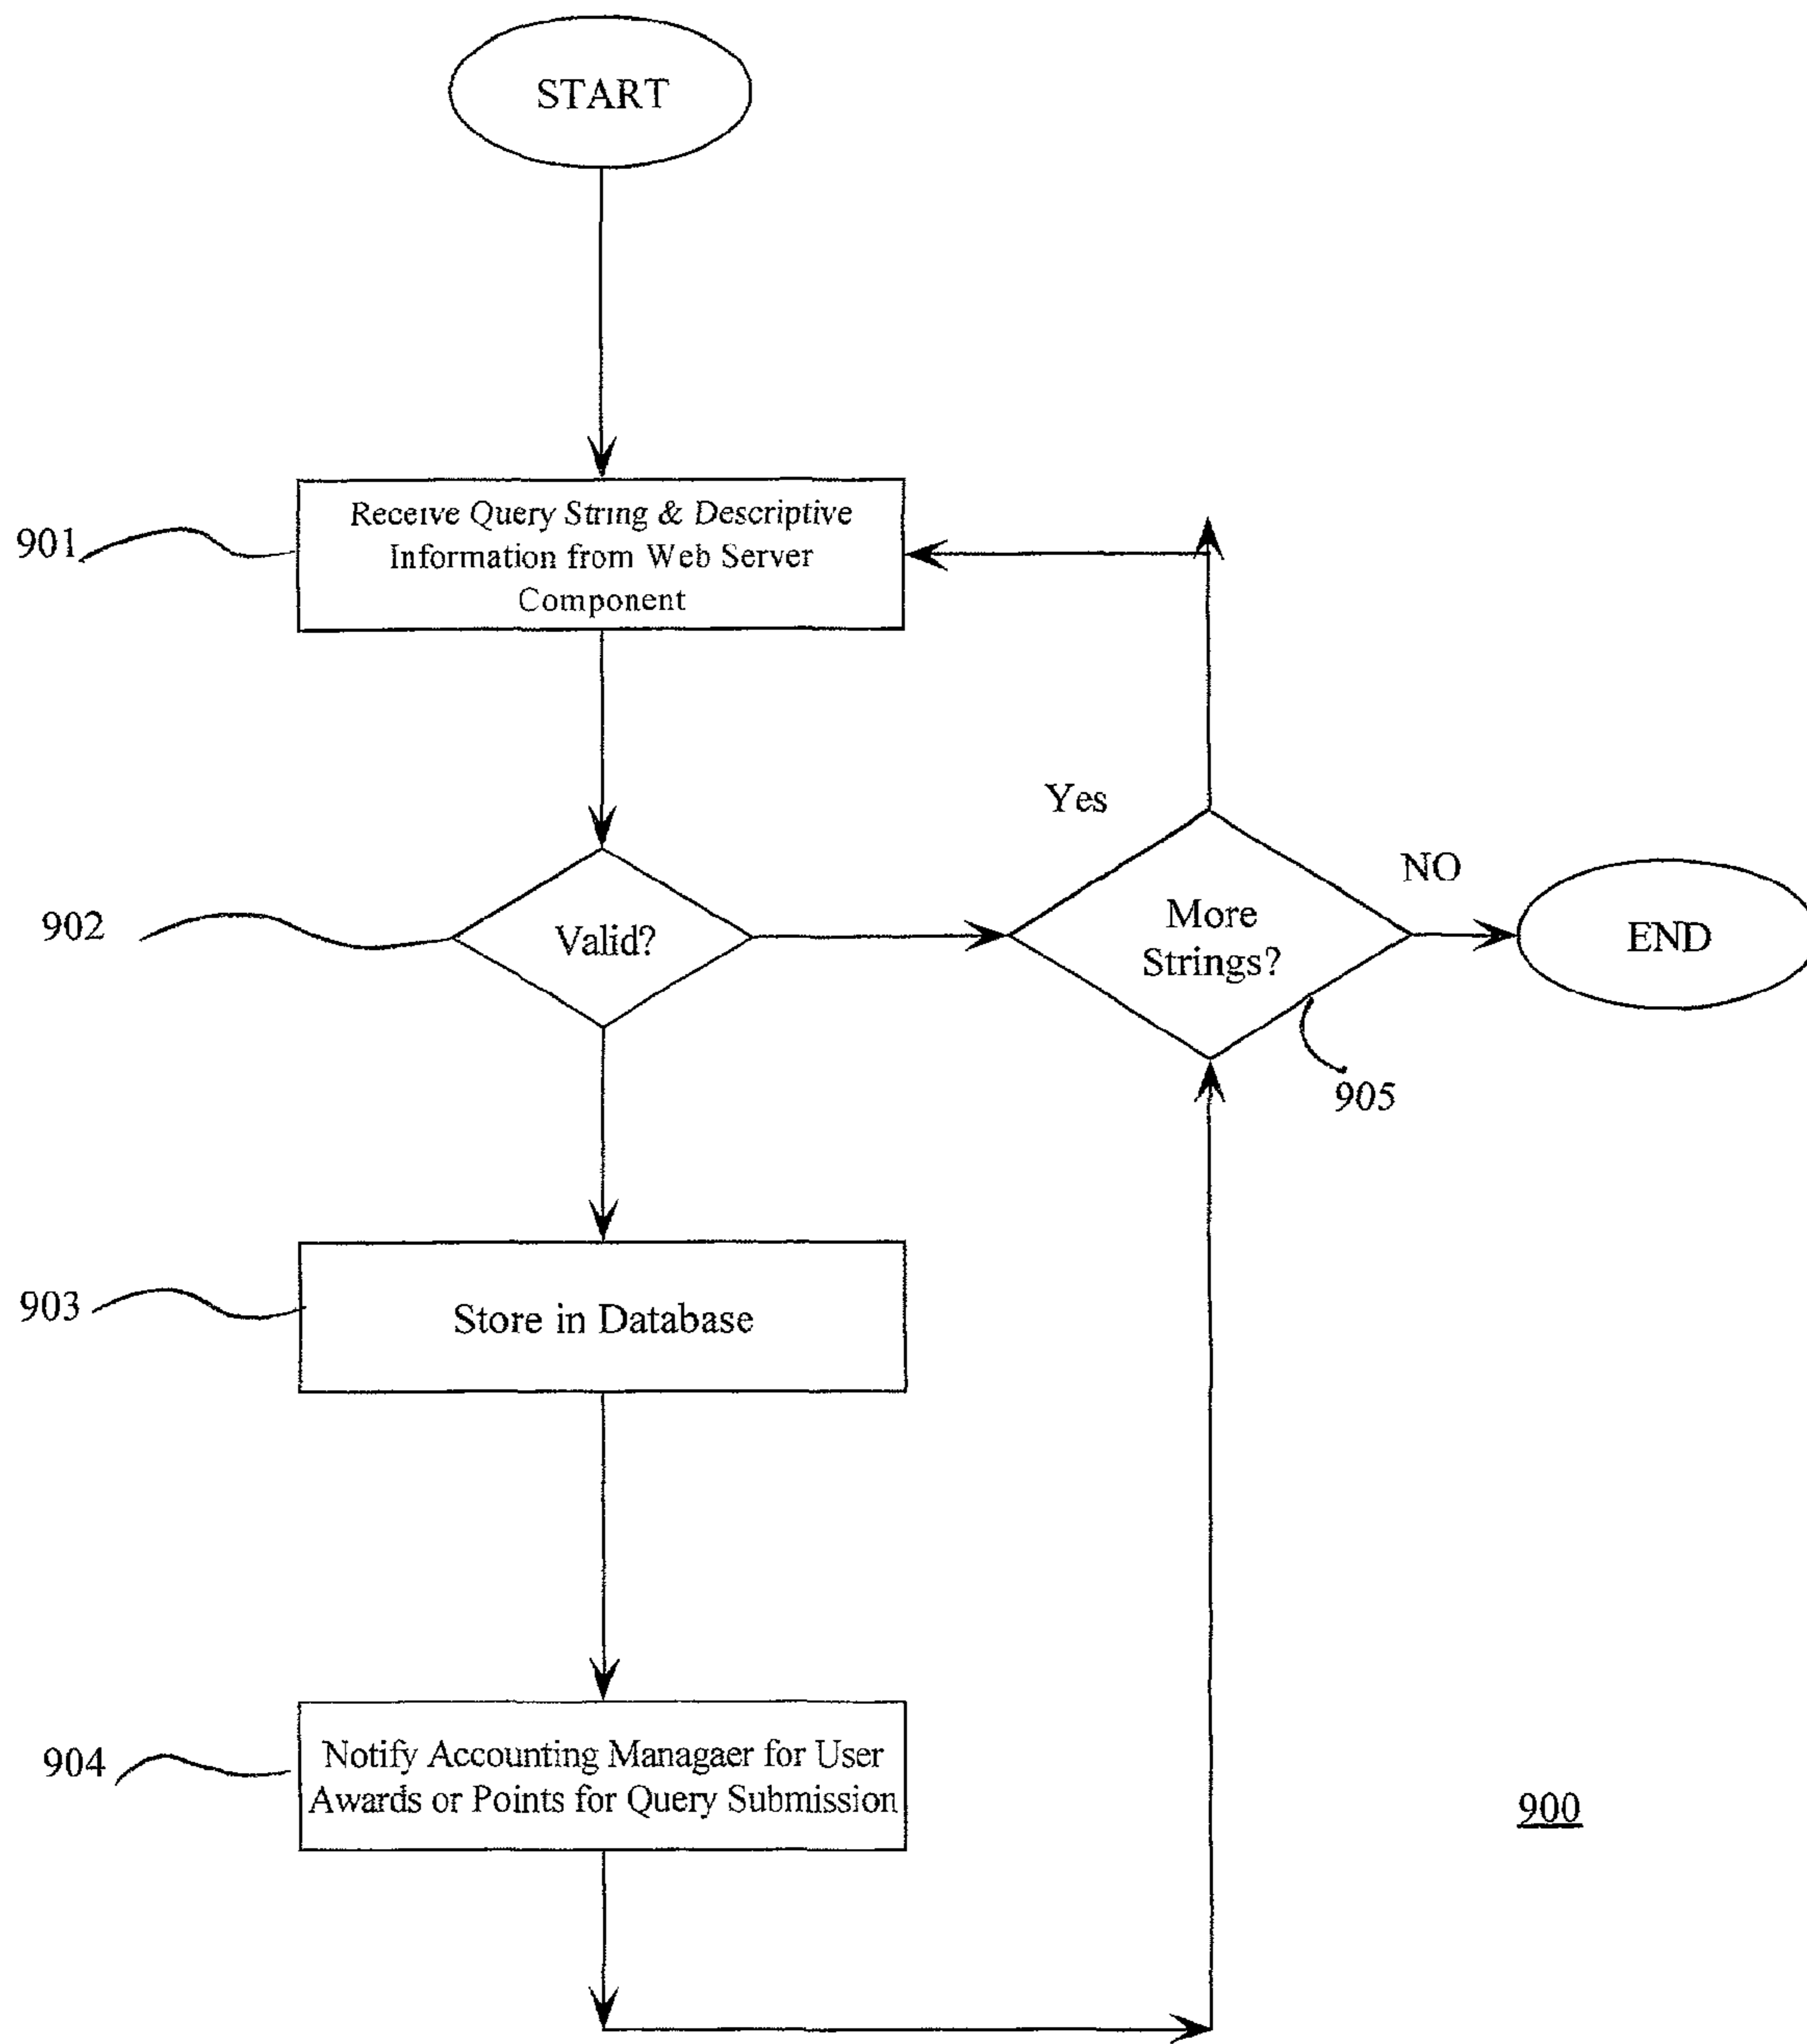 START
901
Receive Query String & Descriptive
Information from Web Server
Component
Yes
NO
902
Valid?
More
Strings?
END
905
903
Store in Database
904
Notify Accounting Managaer for User
Awards or Points for Query Submission
900